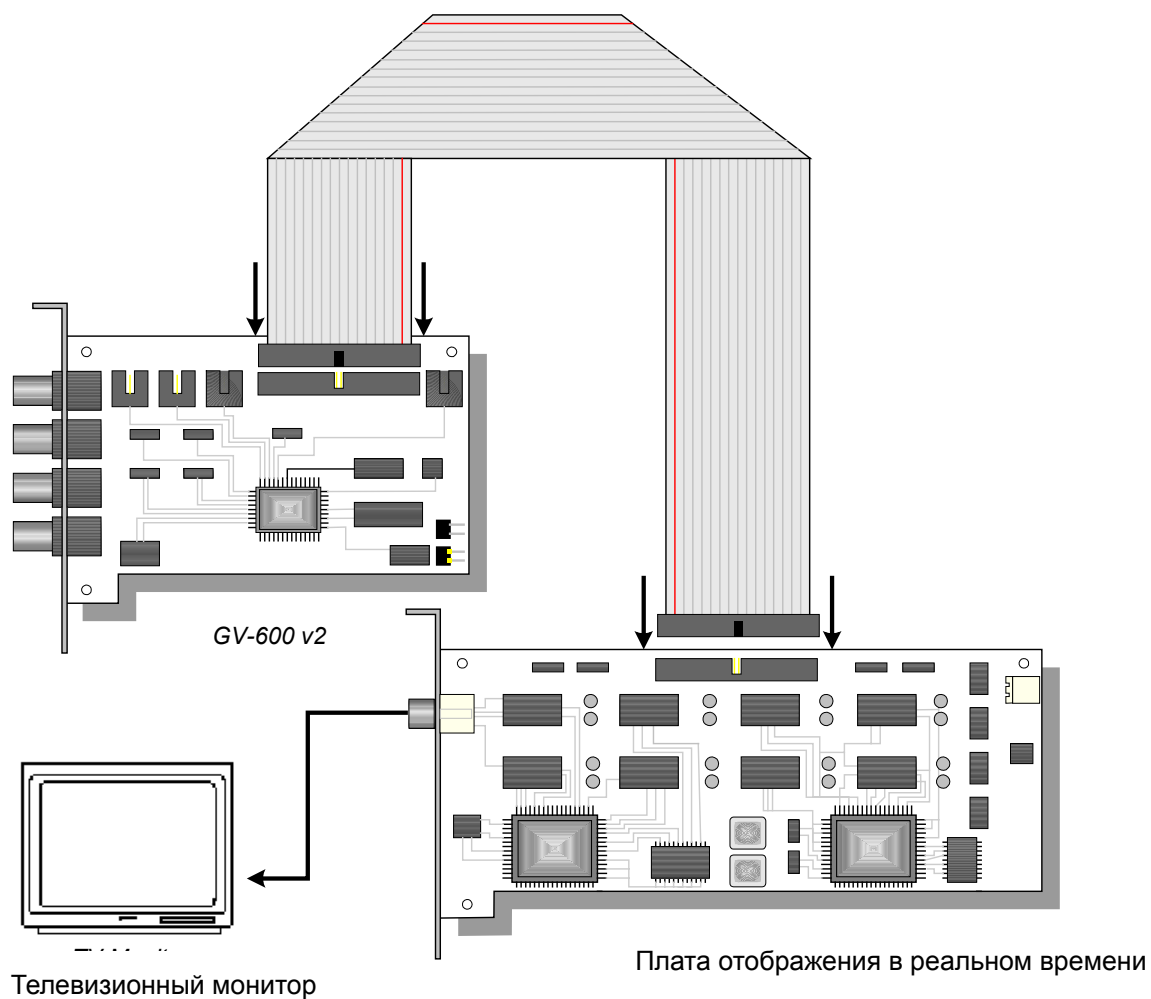 GV-600 v2
Плата отображения в реальном времени
Телевизионный монитор